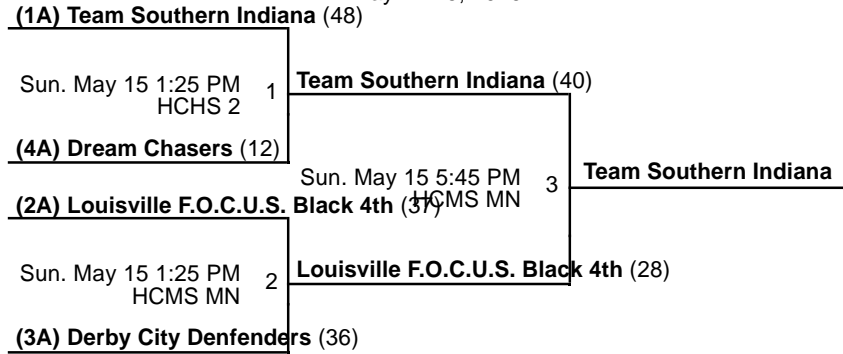 (1A) Team Southern Indiana (48)
Sun. May 15 1:25 PM
HCHS 2
1
Team Southern Indiana (40)
(4A) Dream Chasers (12)
Sun. May 15 5:45 PM
HCMS MN
3
Team Southern Indiana
(2A) Louisville F.O.C.U.S. Black 4th (37)
Sun. May 15 1:25 PM
HCMS MN
2
Louisville F.O.C.U.S. Black 4th (28)
(3A) Derby City Denfenders (36)